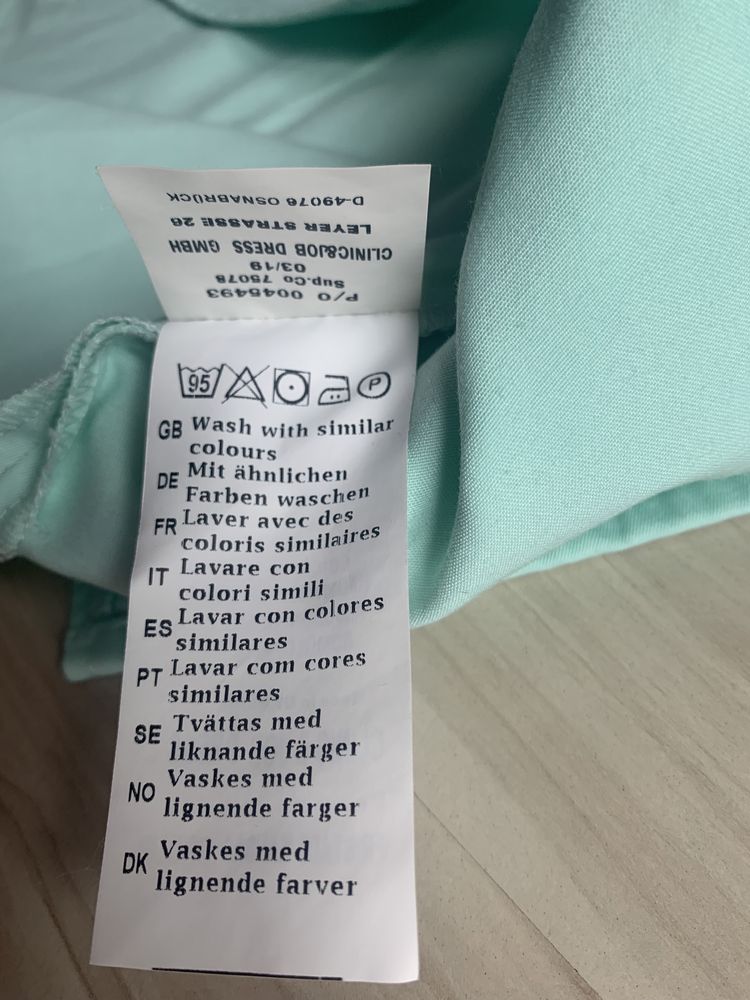 P/O 0045493
Sup.Co 75078
03/19
CLINIC&JOB DRESS GMBH
LEYER STRASSE 26
D-49076 OSNABRÜCK
95 P
GB Wash with similar
colours
DE Mit ähnlichen
Farben waschen
FR Laver avec des
coloris similaires
IT Lavare con
colori simili
ES Lavar con colores
similares
PT Lavar com cores
similares
SE Tvättas med
liknande färger
NO Vaskes med
lignende farger
DK Vaskes med
lignende farver